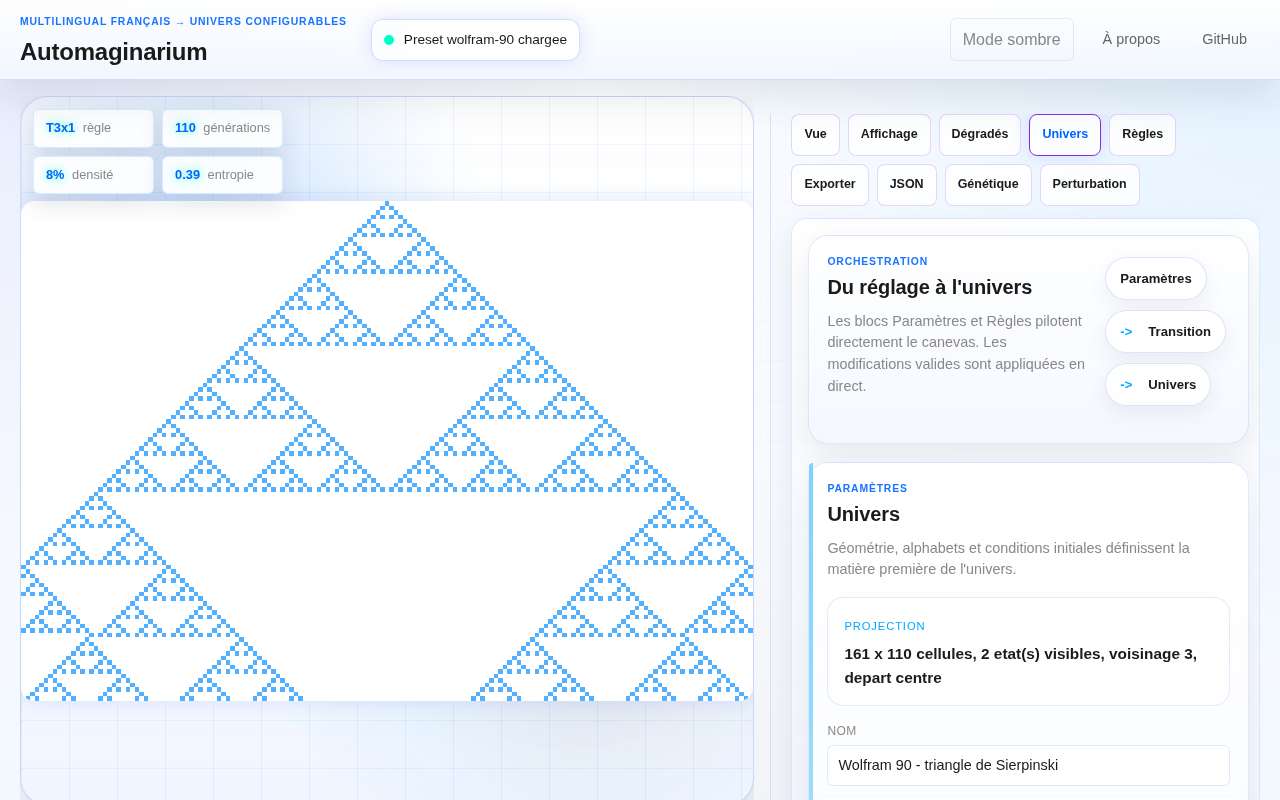 MULTILINGUAL FRANÇAIS → UNIVERS CONFIGURABLES
Automaginarium
Preset wolfram-90 chargee
Mode sombre
À propos
GitHub
T3x1 règle
110 générations
8% densité
0.39 entropie
Vue
Affichage
Dégradés
Univers
Règles
Exporter
JSON
Génétique
Perturbation
ORCHESTRATION
Du réglage à l'univers
Les blocs Paramètres et Règles pilotent
directement le canevas. Les
modifications valides sont appliquées en
direct.
Paramètres
-> Transition
-> Univers
PARAMÈTRES
Univers
Géométrie, alphabets et conditions initiales définissent la
matière première de l'univers.
PROJECTION
161 x 110 cellules, 2 etat(s) visibles, voisinage 3,
depart centre
NOM
Wolfram 90 - triangle de Sierpinski